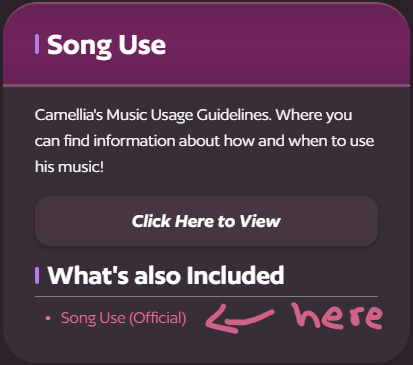 Song Use
Camellia's Music Usage Guidelines. Where you
can find information about how and when to use
his music!
Click Here to View
What's also Included
• Song Use (Official)
here